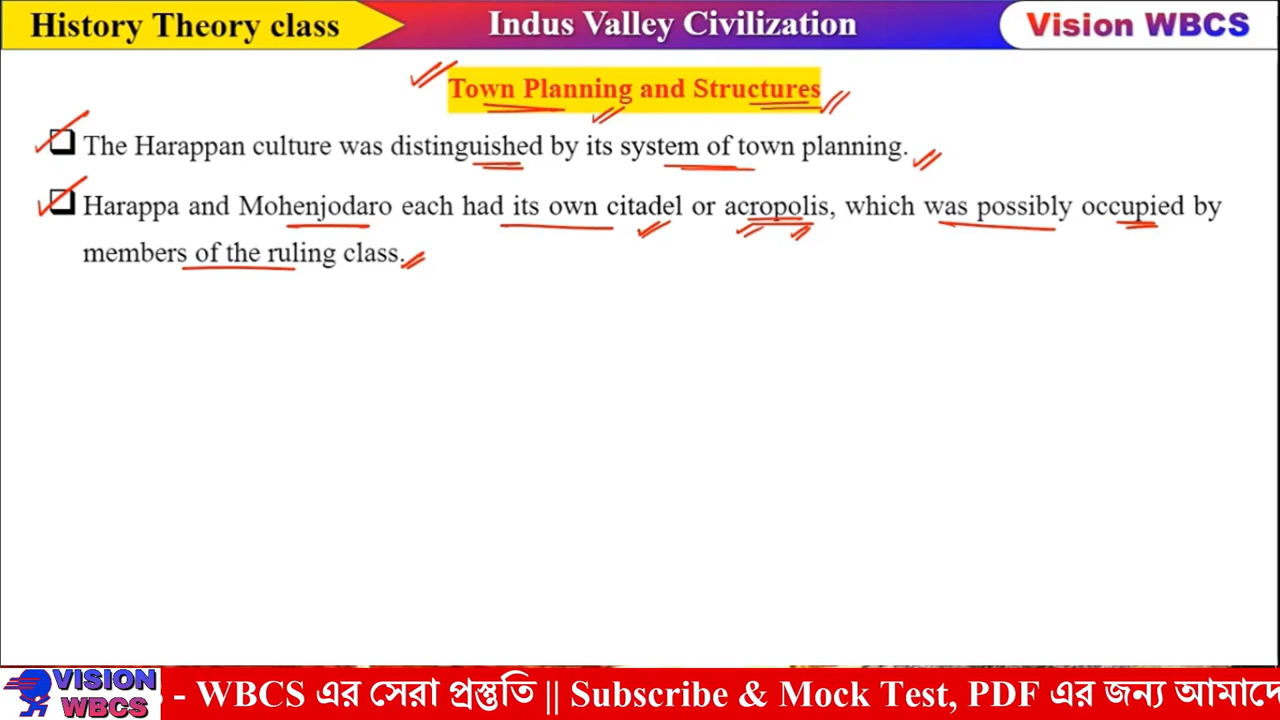 History Theory class
Indus Valley Civilization
Vision WBCS
Town Planning and Structures
The Harappan culture was distinguished by its system of town planning.
Harappa and Mohenjodaro each had its own citadel or acropolis, which was possibly occupied by
members of the ruling class.
VISION
WBCS
- WBCS এর সেরা প্রস্তুতি || Subscribe & Mock Test, PDF এর জন্য আমাদে